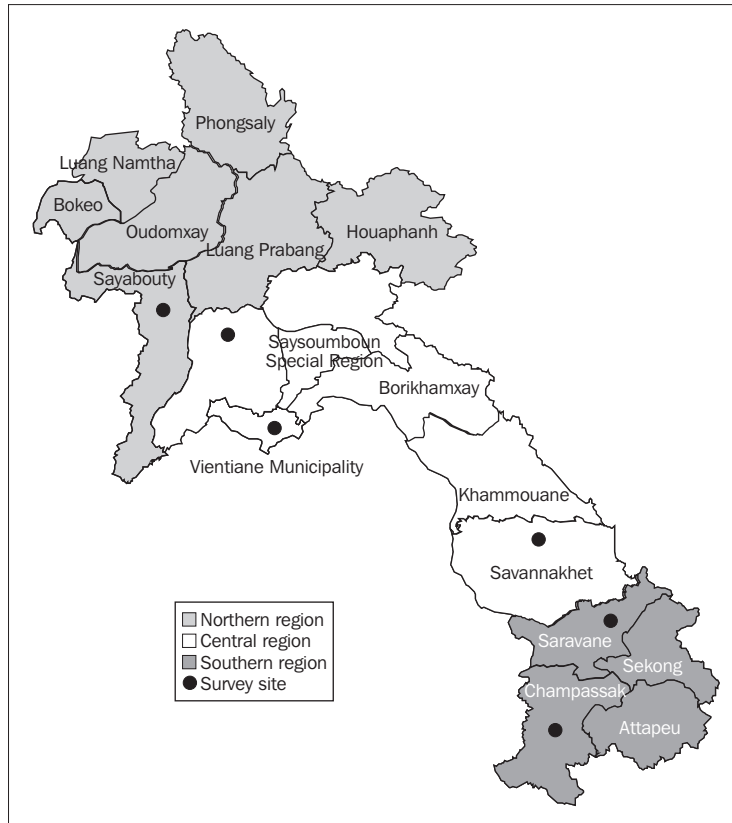 Phongsaly
Luang Namtha
Bokeo
Oudomxay
Luang Prabang
Houaphanh
Sayabouty
Saysoumboun
Special Region
Borikhamxay
Vientiane Municipality
Khammouane
Savannakhet
Northern region
Central region
Southern region
Survey site
Saravane
Sekong
Champassak
Attapeu